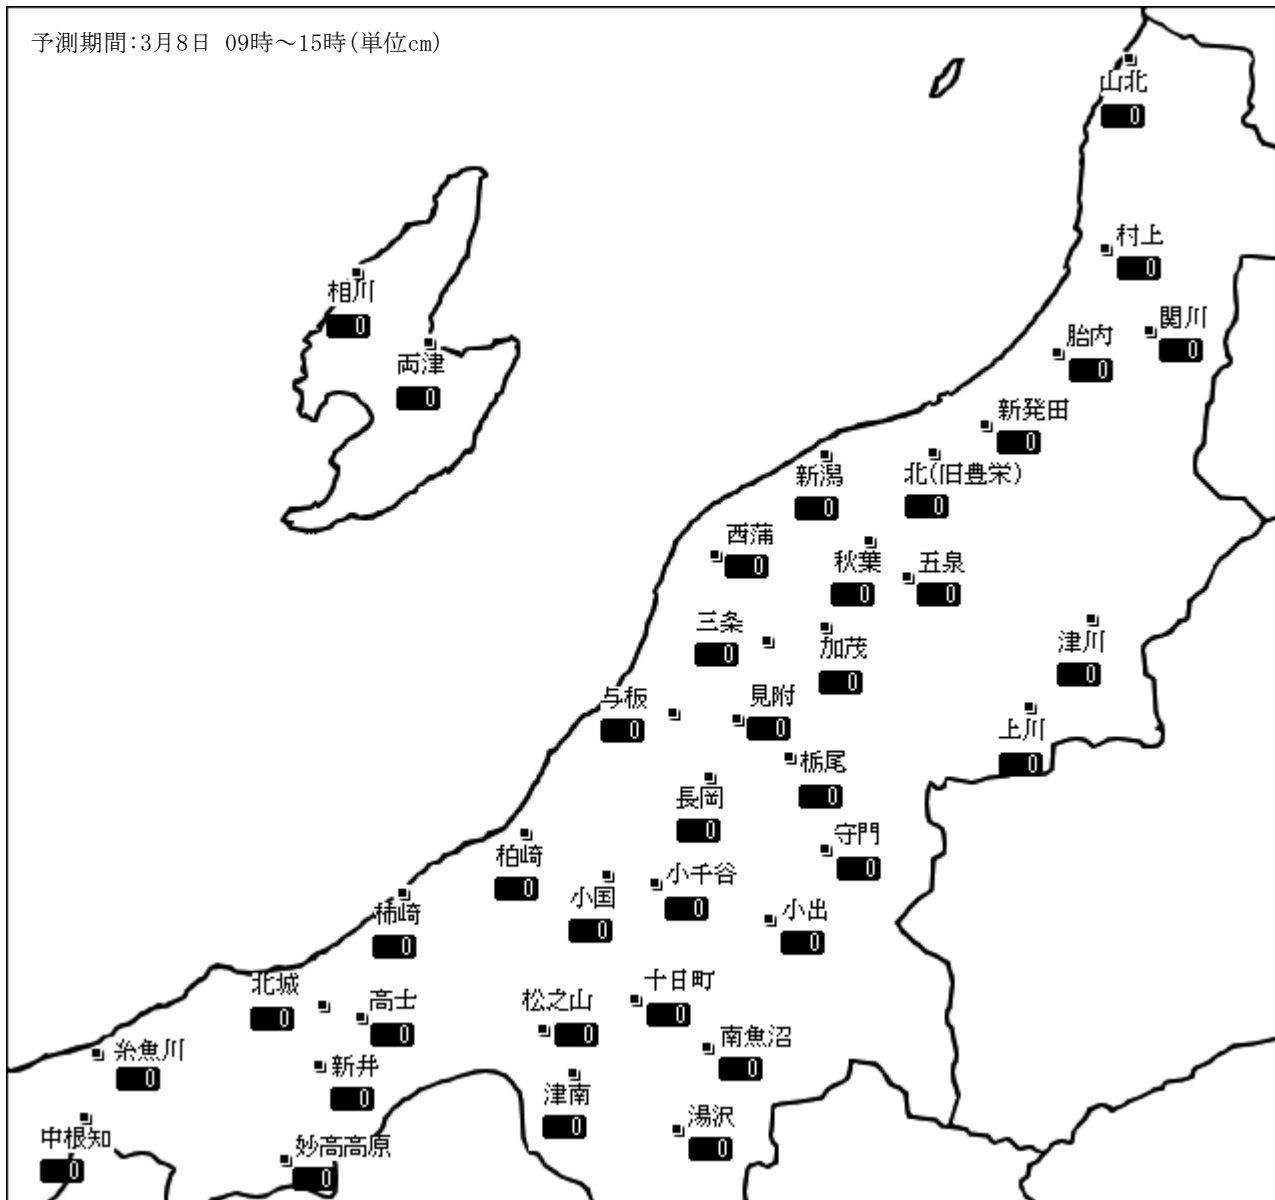 予測期間:3月8日 09時～15時(単位cm)
山北
0
村上
0
相川
0
関川
0
胎内
0
両津
0
新発田
0
新潟
0
北(旧豊栄)
0
西蒲
0
秋葉
0
五泉
0
三条
0
加茂
0
津川
0
与板
0
見附
0
上川
0
栃尾
0
長岡
0
守門
0
柏崎
0
小千谷
0
小国
0
小出
0
柿崎
0
北城
0
高士
0
松之山
0
十日町
0
南魚沼
0
糸魚川
0
新井
0
津南
0
湯沢
0
中根知
0
妙高高原
0